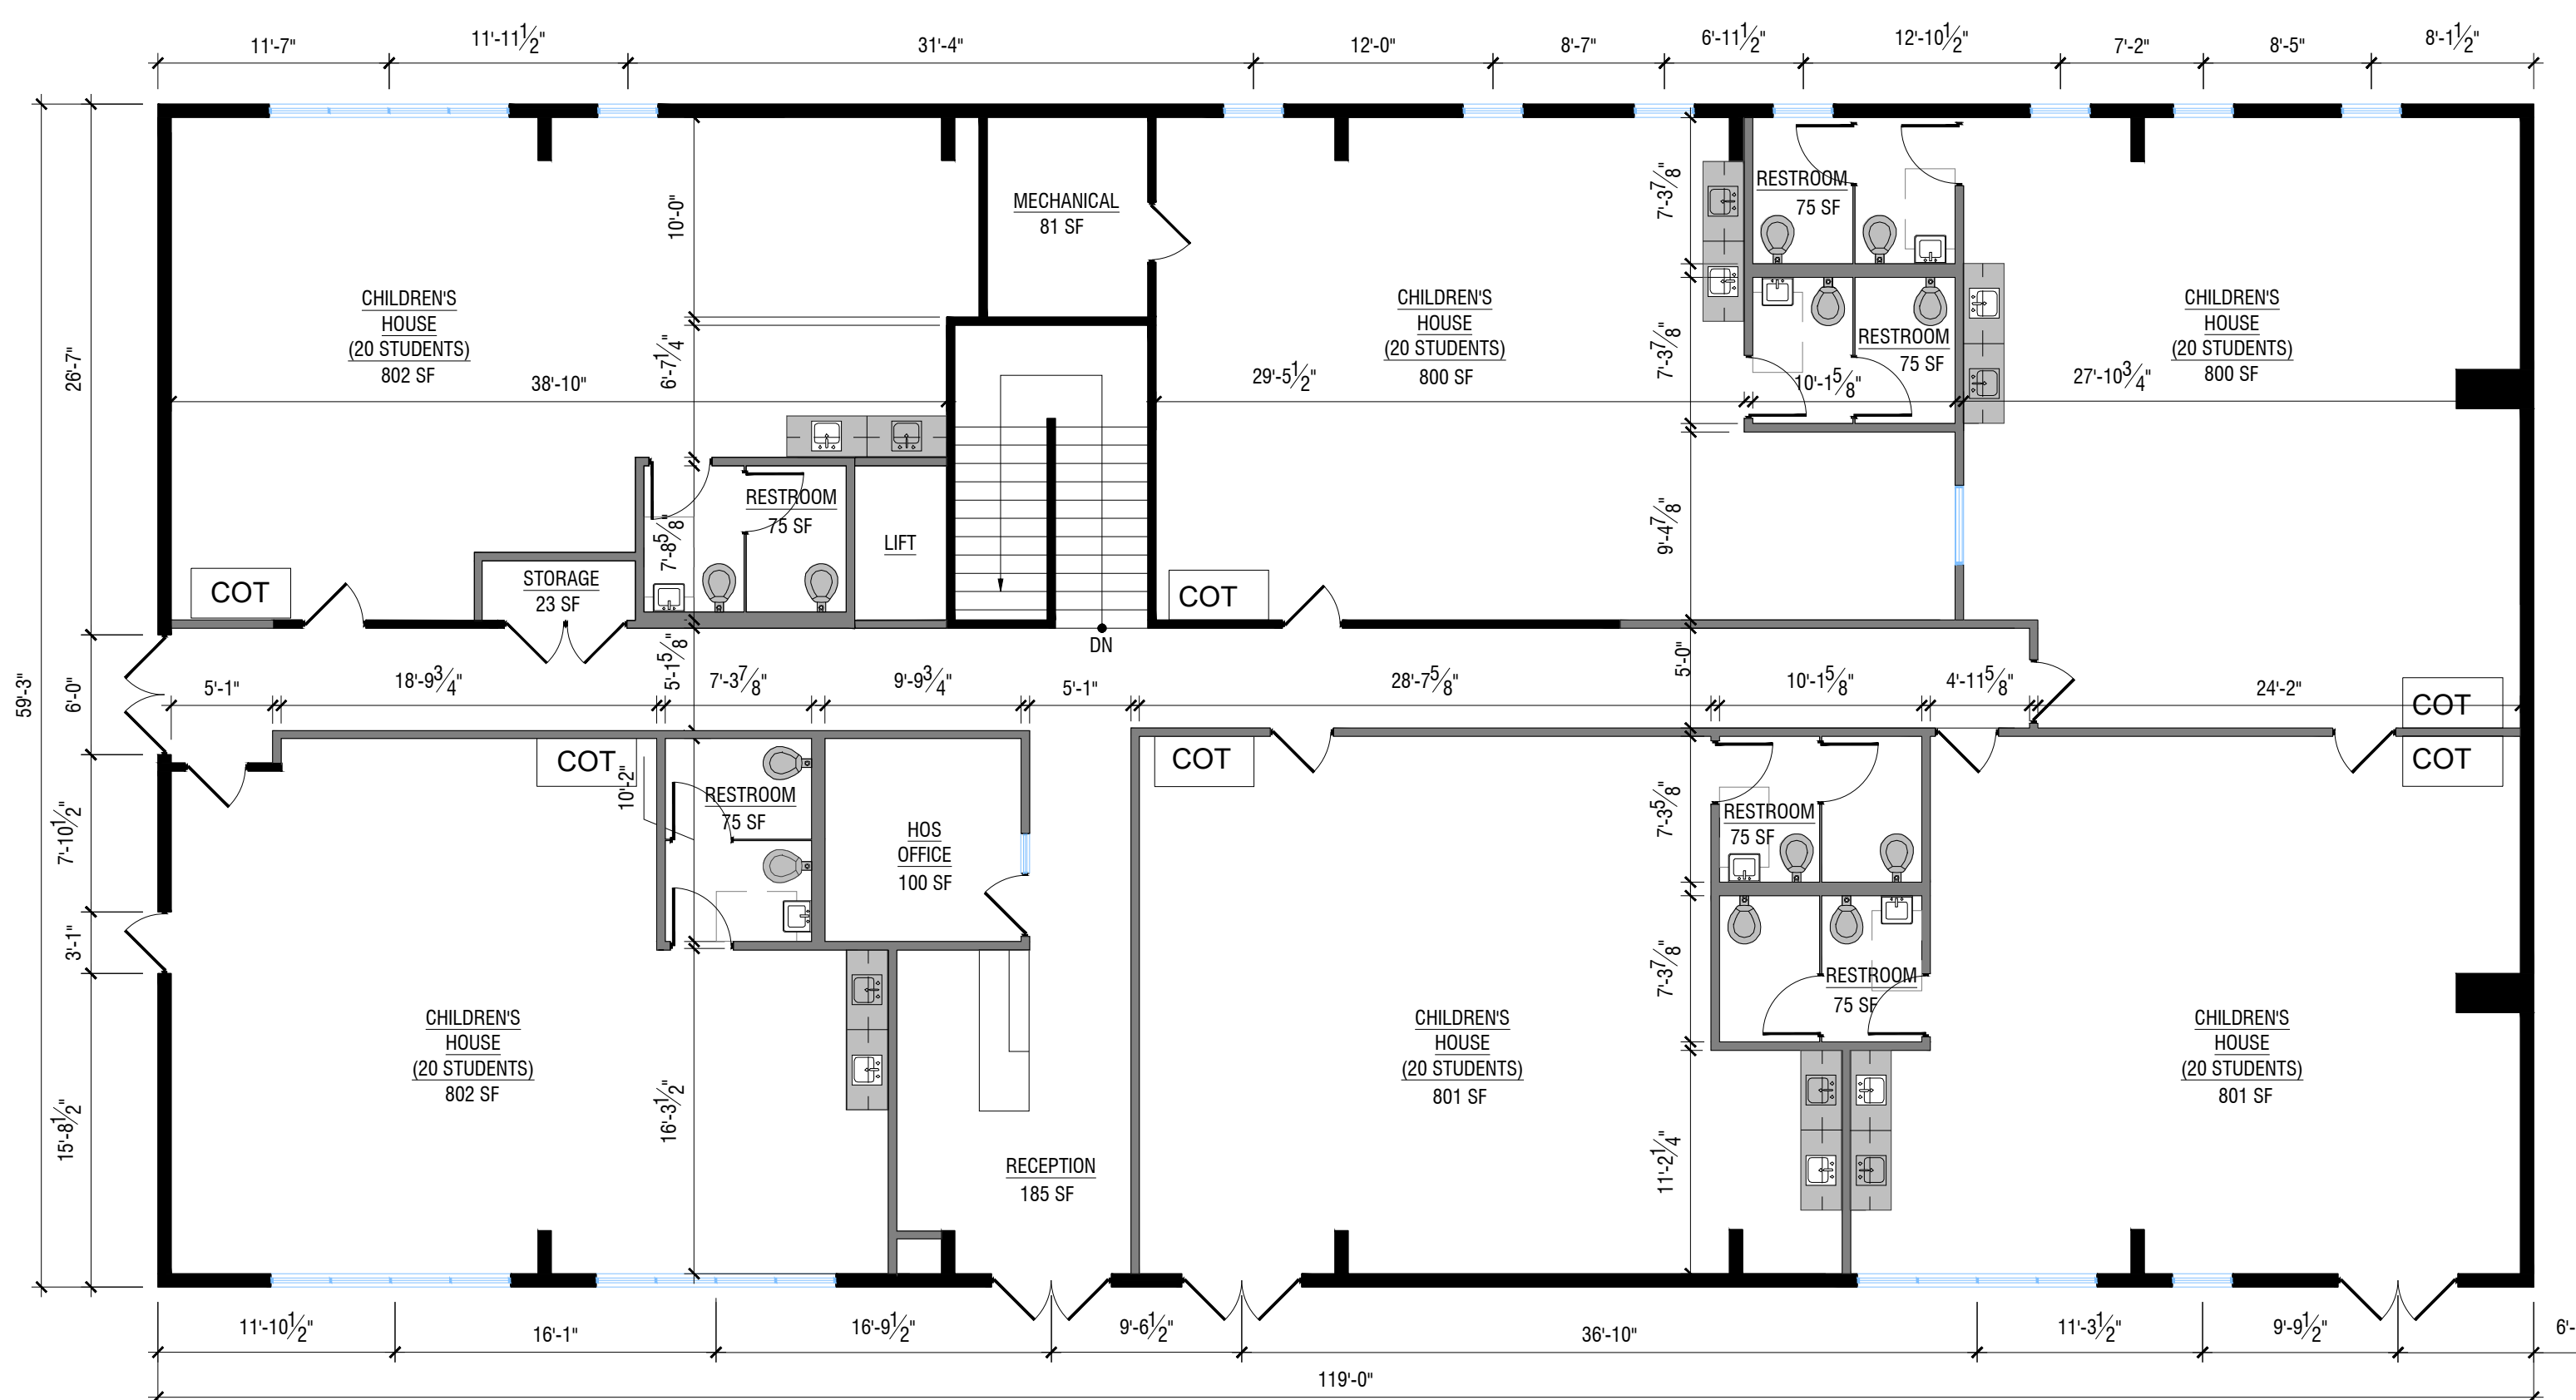 11'-7"
11'-11½"
31'-4"
12'-0"
8'-7"
6'-11½"
12'-10½"
7'-2"
8'-5"
8'-1½"
59'-3"
26'-7"
6'-0"
7'-10½"
3'-1"
15'-8½"
CHILDREN'S
HOUSE
(20 STUDENTS)
802 SF
38'-10"
10'-0"
6'-7¼"
MECHANICAL
81 SF
CHILDREN'S
HOUSE
(20 STUDENTS)
800 SF
29'-5½"
7'-3⅞"
7'-3⅞"
9'-4⅞"
RESTROOM
75 SF
RESTROOM
75 SF
10'-1⅝"
CHILDREN'S
HOUSE
(20 STUDENTS)
800 SF
27'-10¾"
COT
STORAGE
23 SF
7'-8⅝"
RESTROOM
75 SF
LIFT
DN
COT
5'-1"
18'-9¾"
5'-1⅝"
7'-3⅞"
9'-9¾"
5'-1"
28'-7⅝"
5'-0"
10'-1⅝"
4'-11⅝"
24'-2"
COT
COT
10'-2"
RESTROOM
75 SF
HOS
OFFICE
100 SF
COT
7'-3⅝"
RESTROOM
75 SF
7'-3⅞"
RESTROOM
75 SF
COT
CHILDREN'S
HOUSE
(20 STUDENTS)
802 SF
16'-3½"
RECEPTION
185 SF
CHILDREN'S
HOUSE
(20 STUDENTS)
801 SF
11'-2¼"
CHILDREN'S
HOUSE
(20 STUDENTS)
801 SF
11'-10½"
16'-1"
16'-9½"
9'-6½"
36'-10"
11'-3½"
9'-9½"
6'-
119'-0"